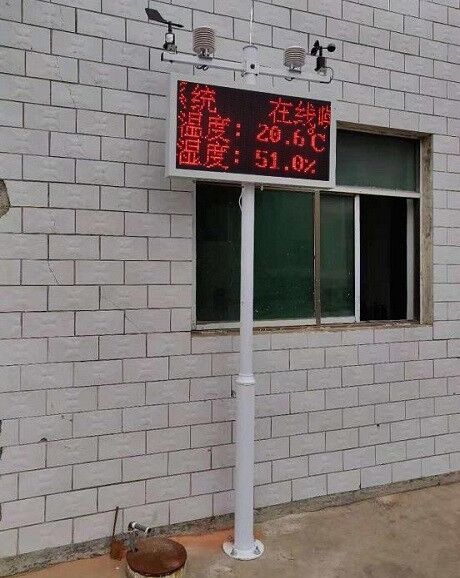 统 在线
温度: 20.6℃
湿度: 51.0%